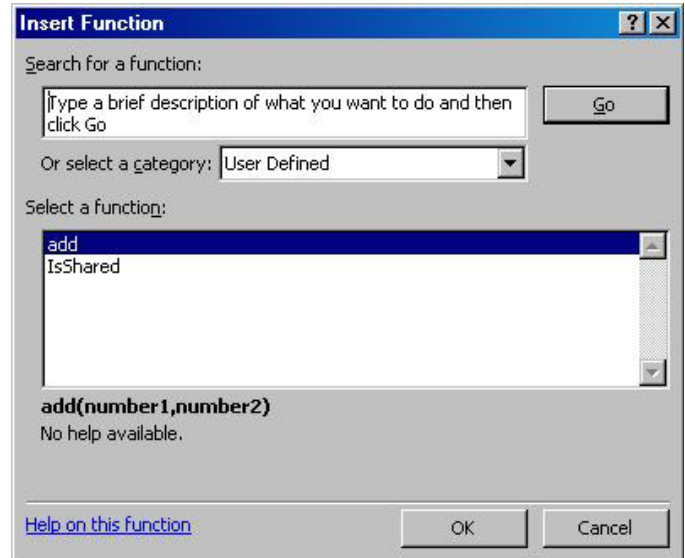 Insert Function
Search for a function:
Type a brief description of what you want to do and then
click Go
Go
Or select a category: User Defined
Select a function:
add
IsShared
add(number1,number2)
No help available.
Help on this function
OK
Cancel